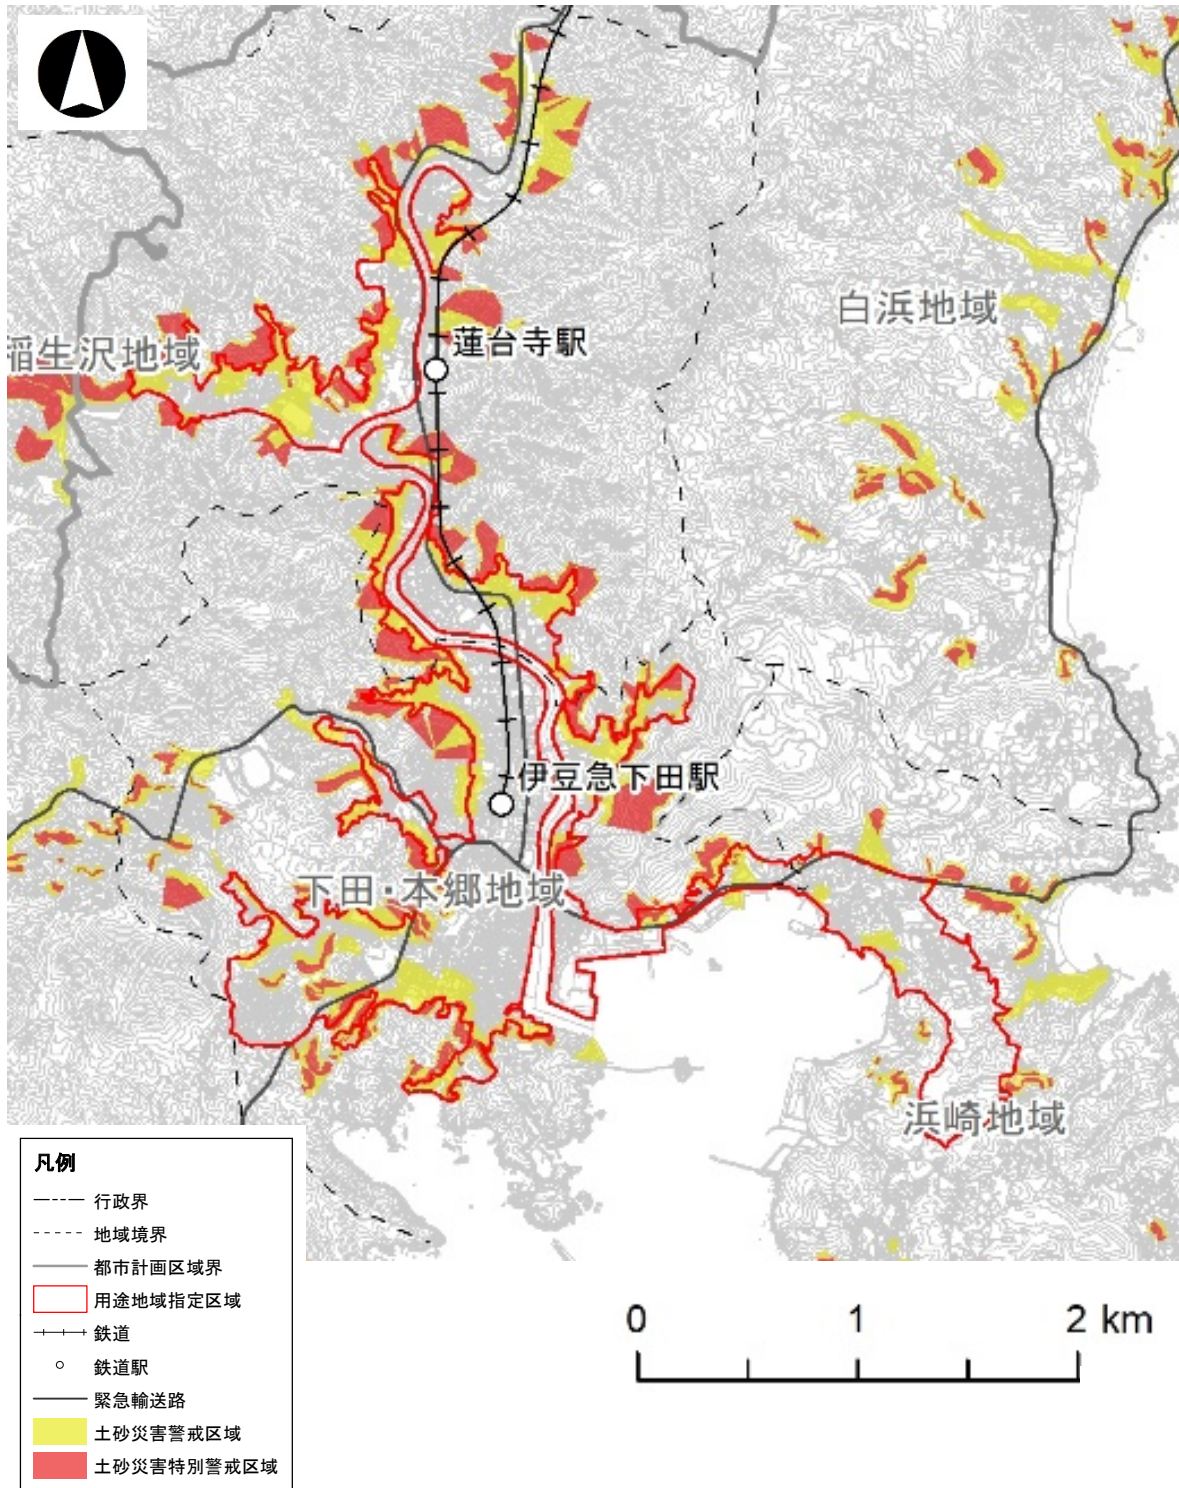 白浜地域
蓮台寺駅
稲生沢地域
伊豆急下田駅
下田・本郷地域
浜崎地域
凡例
行政界
地域境界
都市計画区域界
用途地域指定区域
鉄道
鉄道駅
緊急輸送路
土砂災害警戒区域
土砂災害特別警戒区域
0 1 2 km